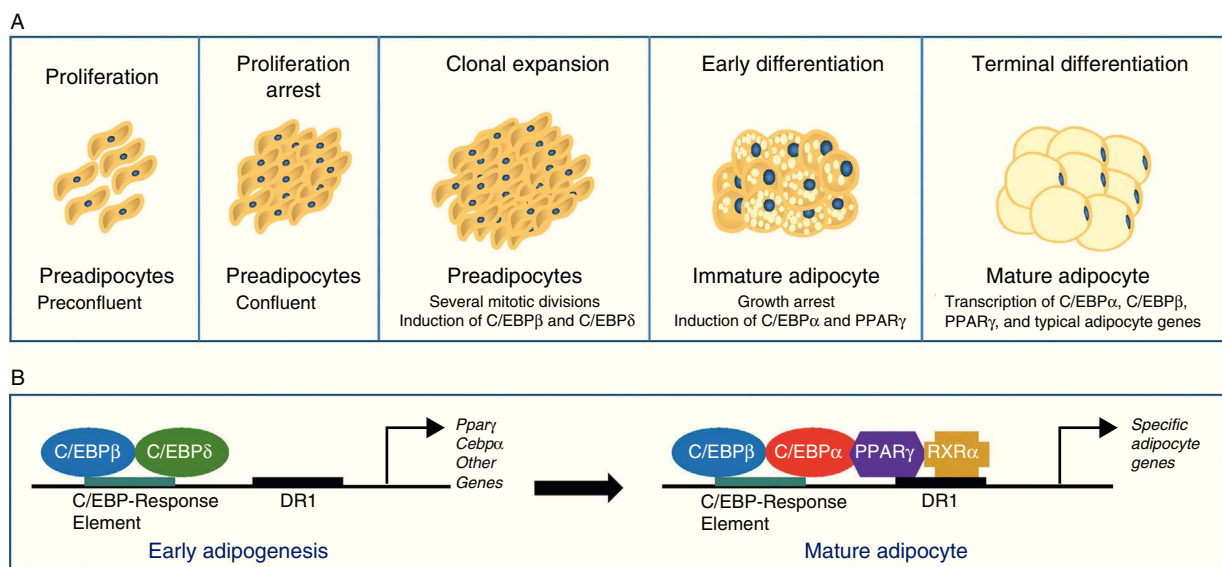 A
Proliferation
Preadipocytes
Preconfluent
Proliferation
arrest
Preadipocytes
Confluent
Clonal expansion
Preadipocytes
Several mitotic divisions
Induction of C/EBPβ and C/EBPδ
Early differentiation
Immature adipocyte
Growth arrest
Induction of C/EBPα and PPARγ
Terminal differentiation
Mature adipocyte
Transcription of C/EBPα, C/EBPβ,
PPARγ, and typical adipocyte genes
B
C/EBPβ
C/EBPδ
C/EBP-Response
Element
DR1
Pparγ
Cebpα
Other
Genes
Early adipogenesis
C/EBPβ
C/EBPα
PPARγ
RXRα
C/EBP-Response
Element
DR1
Specific
adipocyte
genes
Mature adipocyte